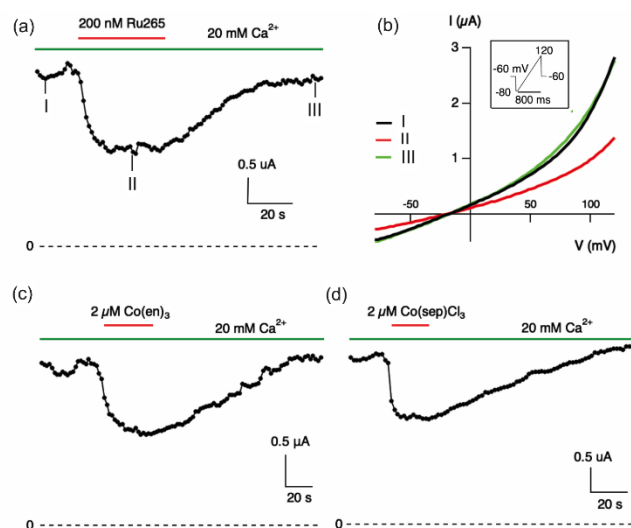 (a)
200 nM Ru265
20 mM Ca²⁺
I
II
III
0.5 uA
20 s
0
(b)
I (µA)
3
2
1
120
-60 mV
-60
-80
800 ms
I
II
III
-50
50
100
V (mV)
(c)
2 µM Co(en)₃
20 mM Ca²⁺
0.5 µA
20 s
0
(d)
2 µM Co(sep)Cl₃
20 mM Ca²⁺
0.5 uA
20 s
0